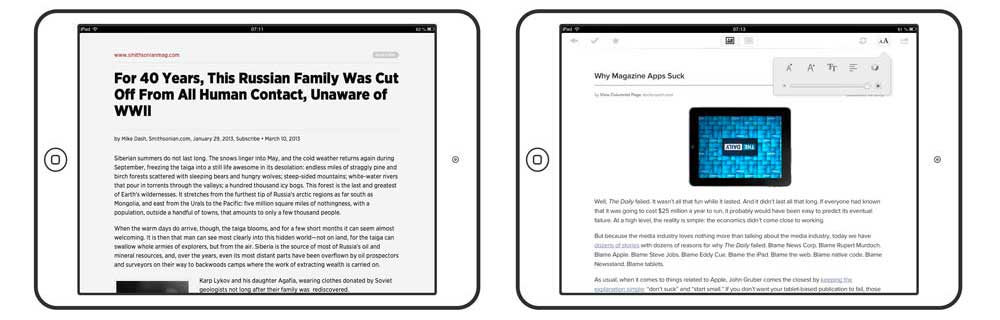 iPad
07:11
82 %
www.smithsonianmag.com
For 40 Years, This Russian Family Was Cut
Off From All Human Contact, Unaware of
WWII
by Mike Dash, Smithsonian.com, January 29, 2013, Subscribe • March 10, 2013
Siberian summers do not last long. The snows linger into May, and the cold weather returns again during
September, freezing the taiga into a still life awesome in its desolation: endless miles of straggly pine and
birch forests scattered with sleeping bears and hungry wolves; steep-sided mountains; white-water rivers
that pour in torrents through the valleys; a hundred thousand icy bogs. This forest is the last and greatest
of Earth's wildernesses. It stretches from the furthest tip of Russia's arctic regions as far south as
Mongolia, and east from the Urals to the Pacific: five million square miles of nothingness, with a
population, outside a handful of towns, that amounts to only a few thousand people.
When the warm days do arrive, though, the taiga blooms, and for a few short months it can seem almost
welcoming. It is then that man can see most clearly into this hidden world—not on land, for the taiga can
swallow whole armies of explorers, but from the air. Siberia is the source of most of Russia's oil and
mineral resources, and, over the years, even its most distant parts have been overflown by oil prospectors
and surveyors on their way to backwoods camps where the work of extracting wealth is carried on.
Karp Lykov and his daughter Agafia, wearing clothes donated by Soviet
geologists not long after their family was rediscovered.
iPad
07:13
81 %
AA
A
A
TT
Why Magazine Apps Suck
by View Columnist Page,
THE DAILY
Well, The Daily failed. It wasn't all that fun while it lasted. And it didn't last all that long. If everyone had known
that it was going to cost $25 million a year to run, it probably would have been easy to predict its eventual
failure. At a high level, the reality is simple: the economics didn't come close to working.
But because the media industry loves nothing more than talking about the media industry, today we have
dozens of stories with dozens of reasons for why The Daily failed. Blame News Corp. Blame Rupert Murdoch.
Blame Apple. Blame Steve Jobs. Blame Eddy Cue. Blame the iPad. Blame the web. Blame native code. Blame
Newsstand. Blame tablets.
As usual, when it comes to things related to Apple, John Gruber comes the closest by keeping the
explanation simple: "don't suck" and "start small." If you don't want your tablet-based publication to fail, those